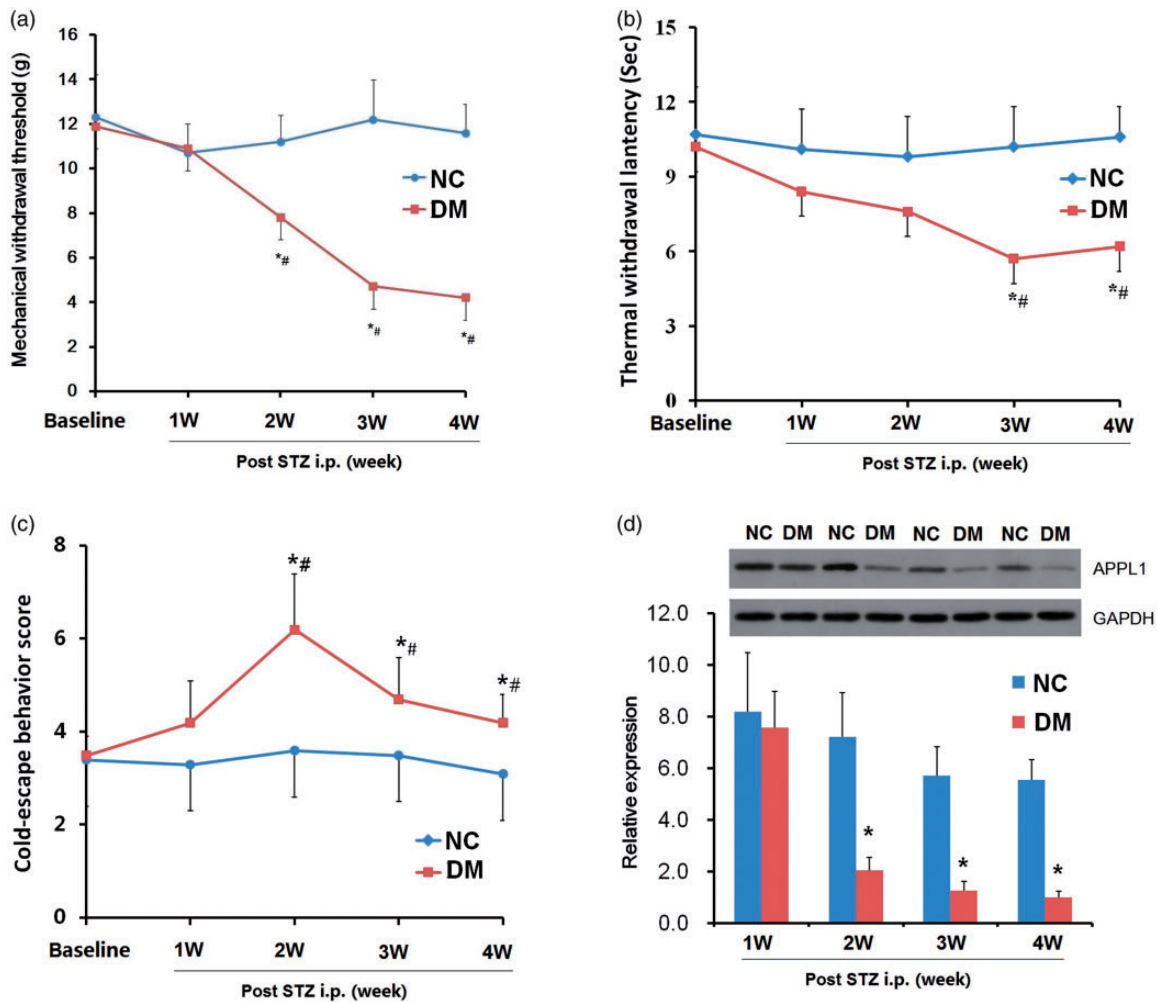 (a)
Mechanical withdrawal threshold (g)
16
14
12
10
8
6
4
2
0
NC
DM
*#
*#
*#
Baseline 1W 2W 3W 4W
Post STZ i.p. (week)
(b)
Thermal withdrawal lantency (Sec)
15
12
9
6
3
0
NC
DM
*#
*#
Baseline 1W 2W 3W 4W
Post STZ i.p. (week)
(c)
Cold-escape behavior score
8
6
4
2
0
*#
*#
*#
NC
DM
Baseline 1W 2W 3W 4W
Post STZ i.p. (week)
(d)
NC DM NC DM NC DM NC DM
APPL1
GAPDH
Relative expression
12.0
10.0
8.0
6.0
4.0
2.0
0.0
NC
DM
*
*
*
1W 2W 3W 4W
Post STZ i.p. (week)